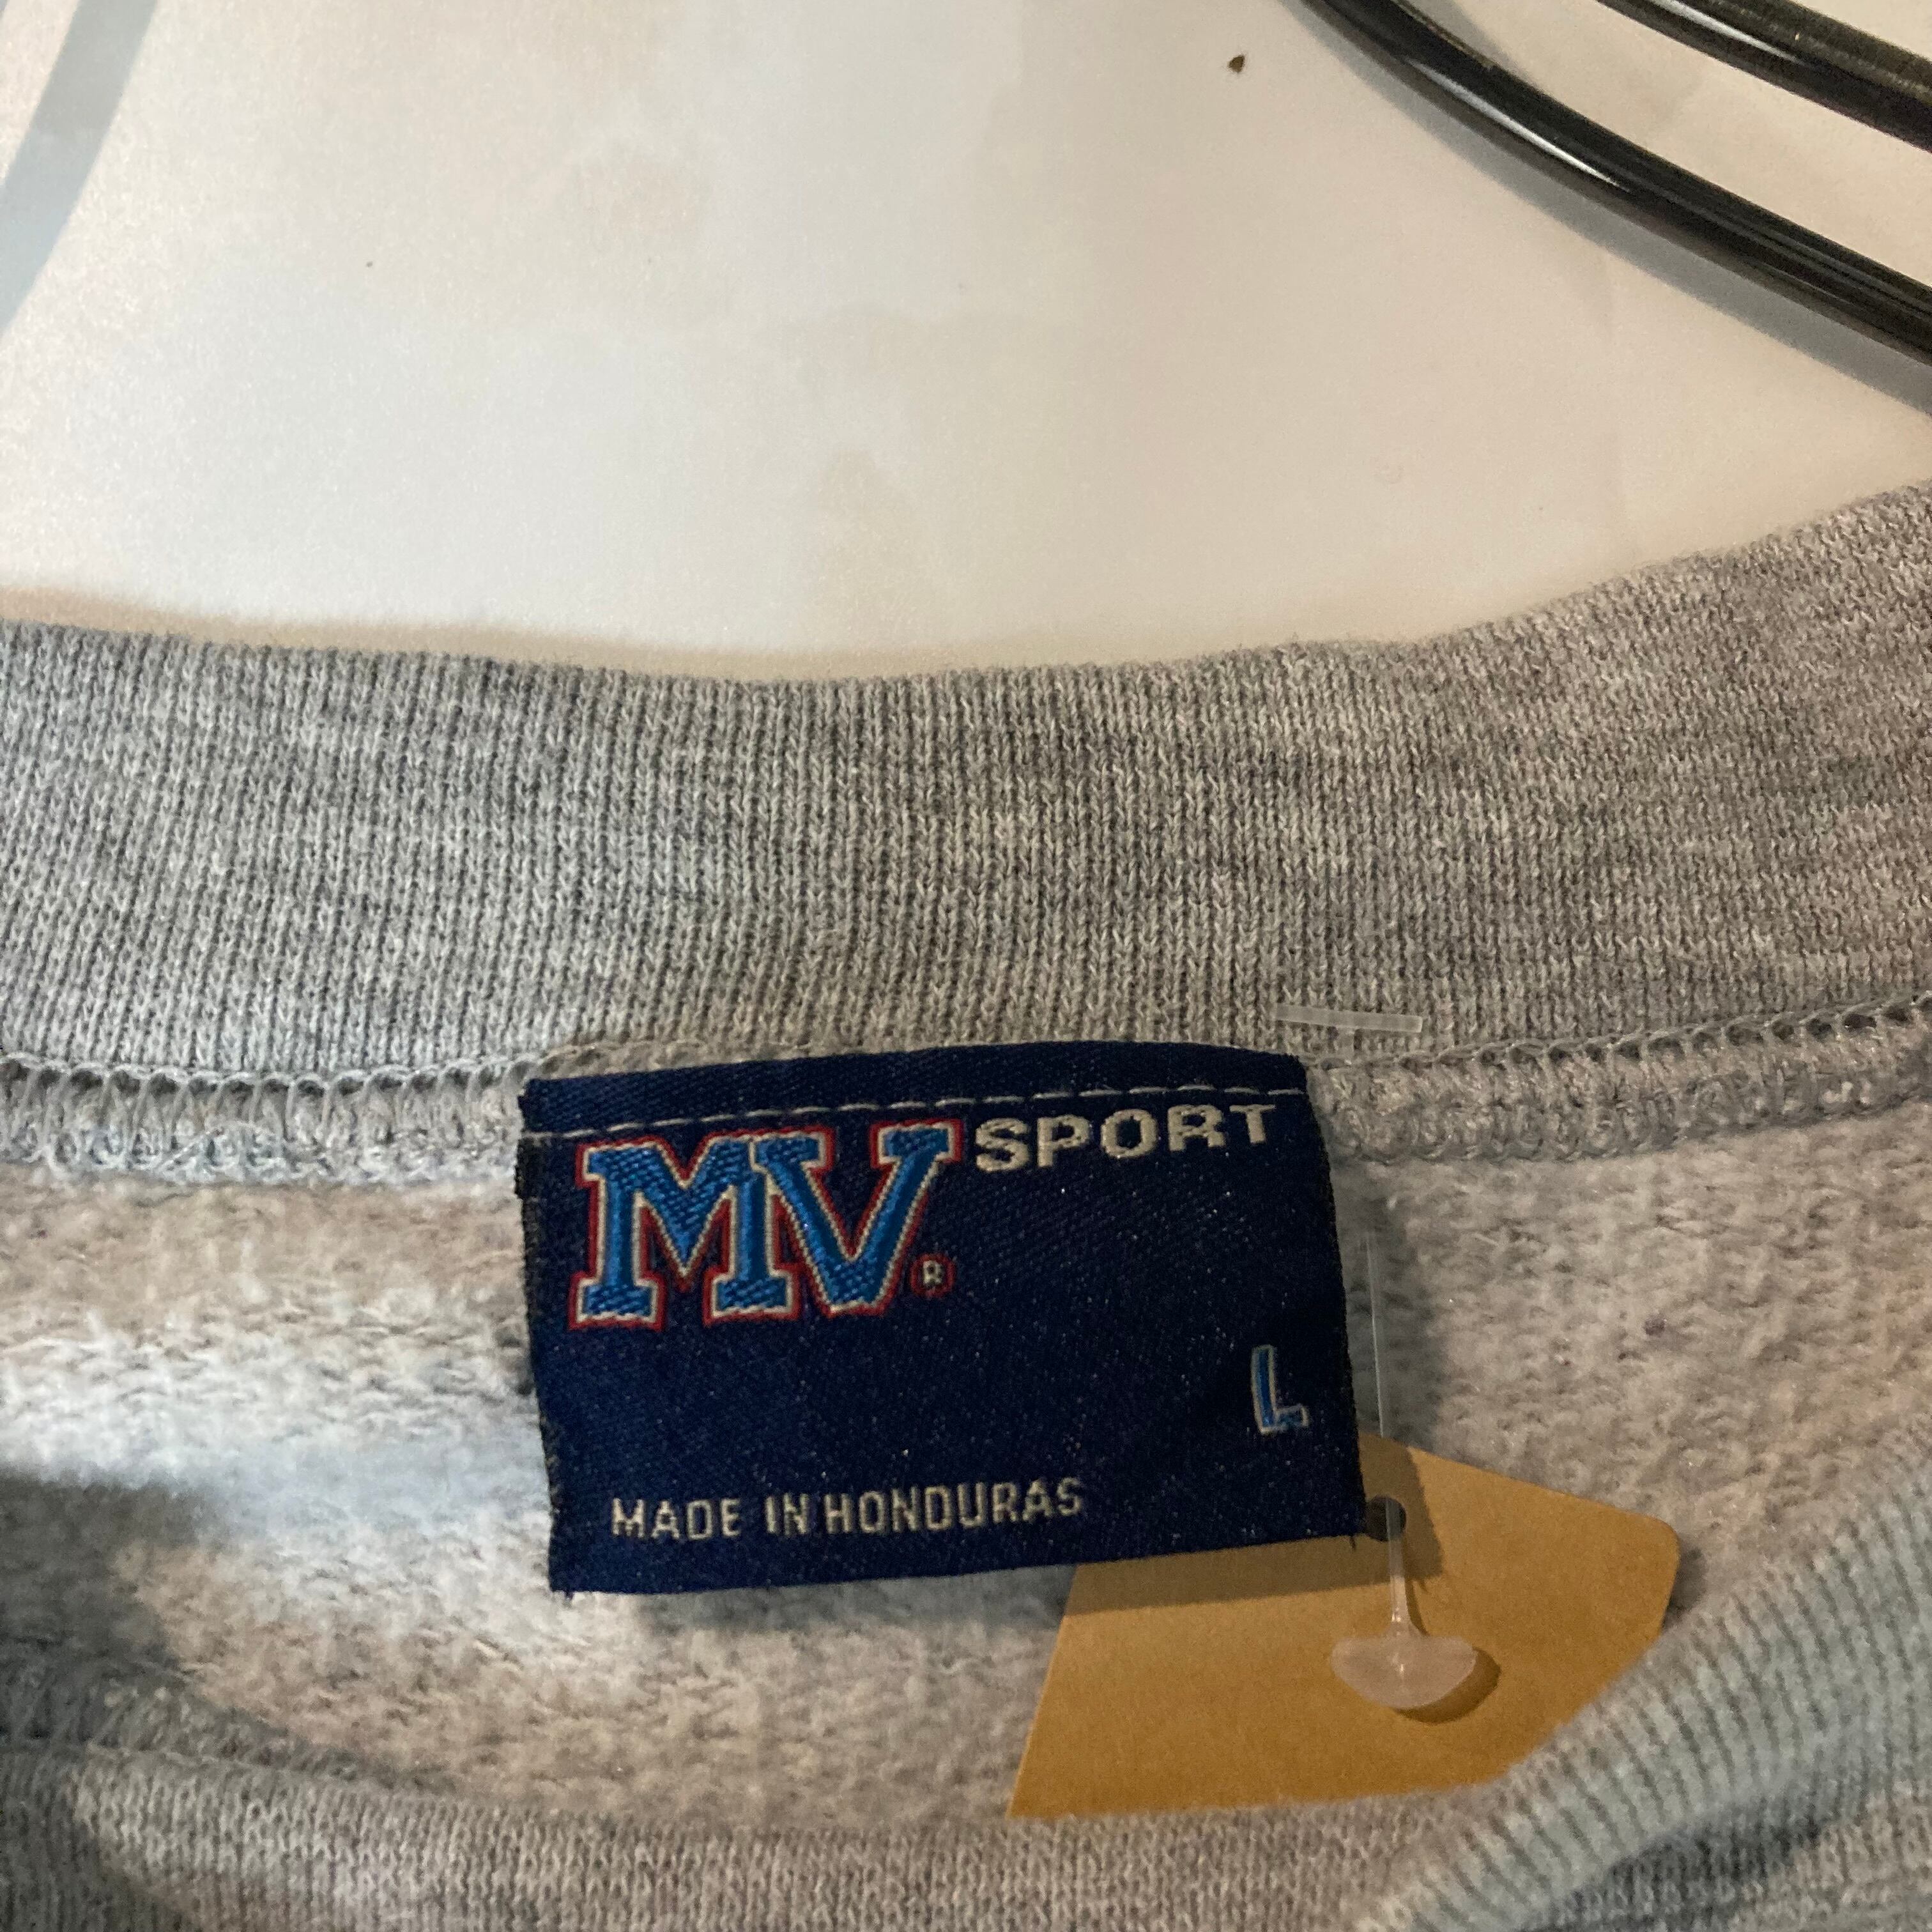 MV SPORT
®
L
MADE IN HONDURAS